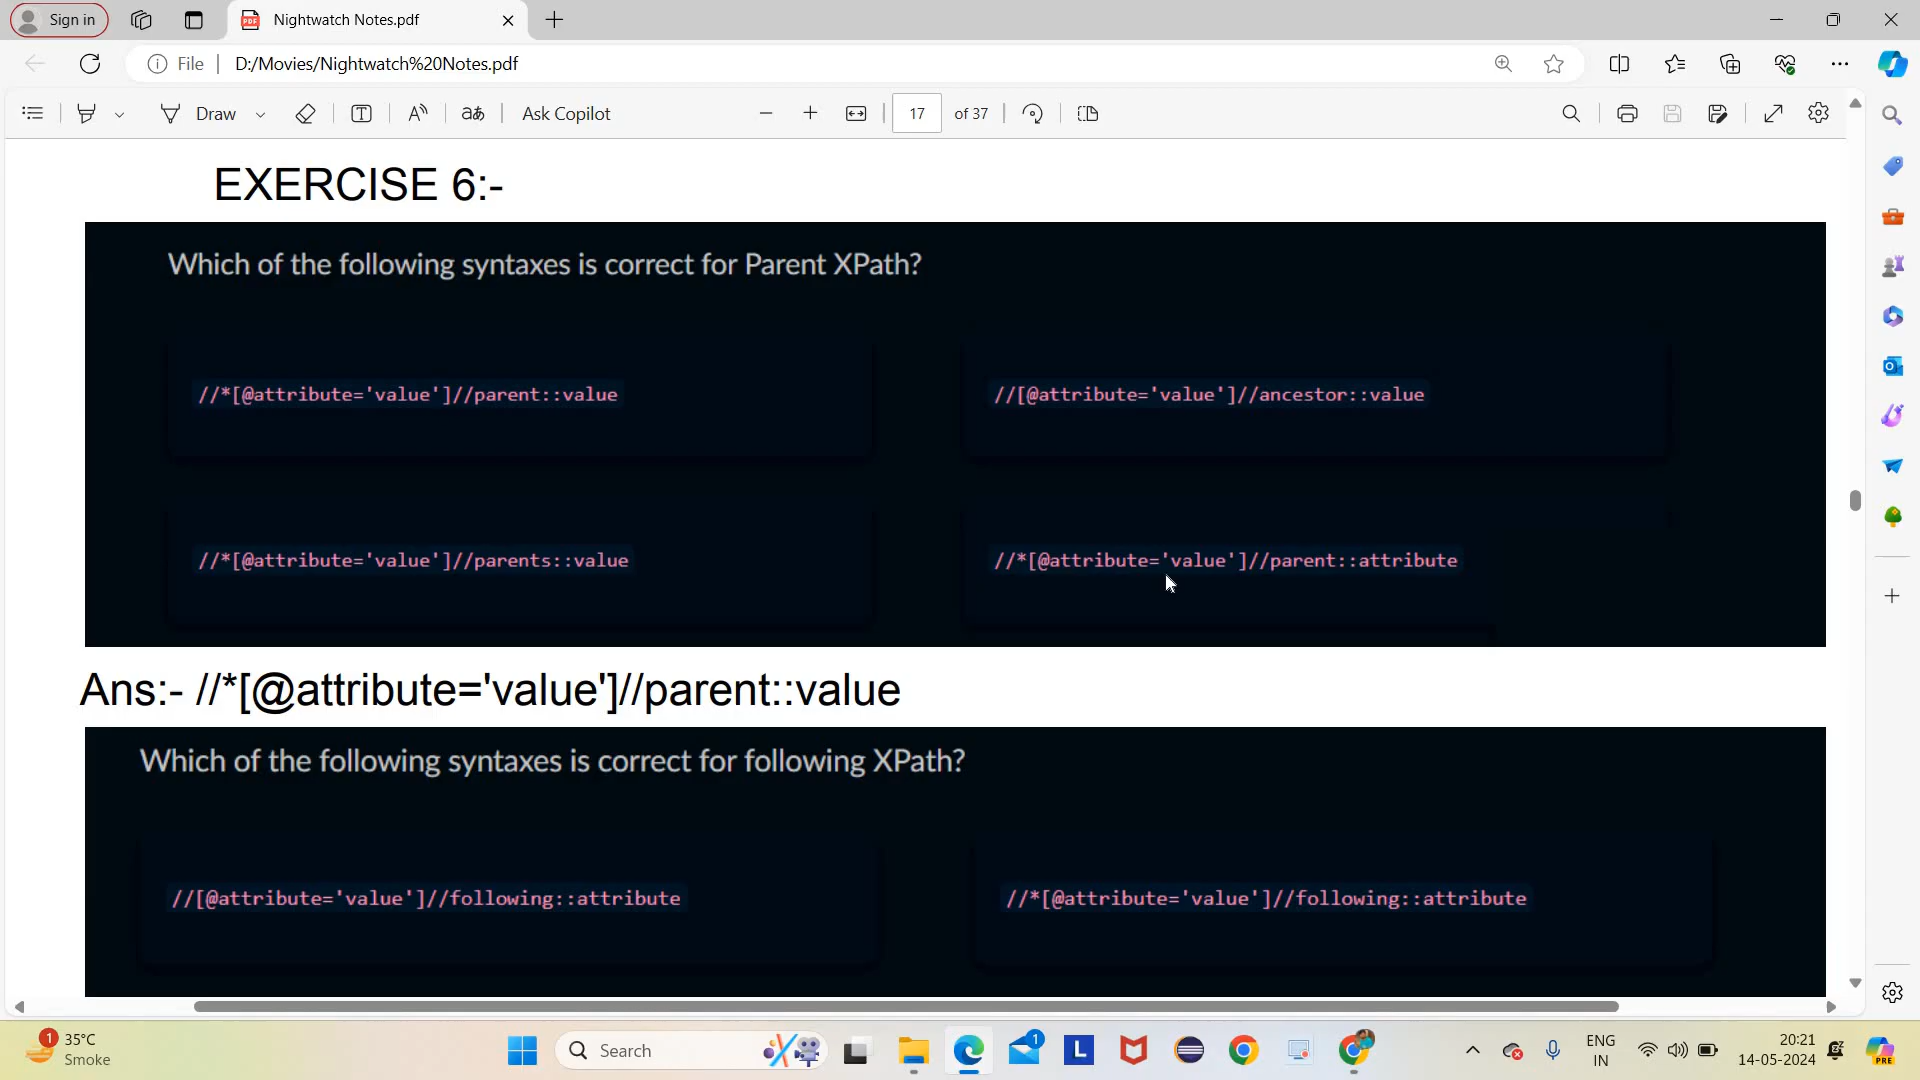 Sign in
Nightwatch Notes.pdf
File
D:/Movies/Nightwatch%20Notes.pdf
Draw
Ask Copilot
17 of 37
EXERCISE 6:-
Which of the following syntaxes is correct for Parent XPath?
//*[@attribute='value']//parent::value
//[@attribute='value']//ancestor::value
//*[@attribute='value']//parents::value
//*[@attribute='value']//parent::attribute
Ans:- //*[@attribute='value']//parent::value
Which of the following syntaxes is correct for following XPath?
//[@attribute='value']//following::attribute
//*[@attribute='value']//following::attribute
1
35°C
Smoke
Search
1
L
ENG
IN
20:21
14-05-2024
PRE